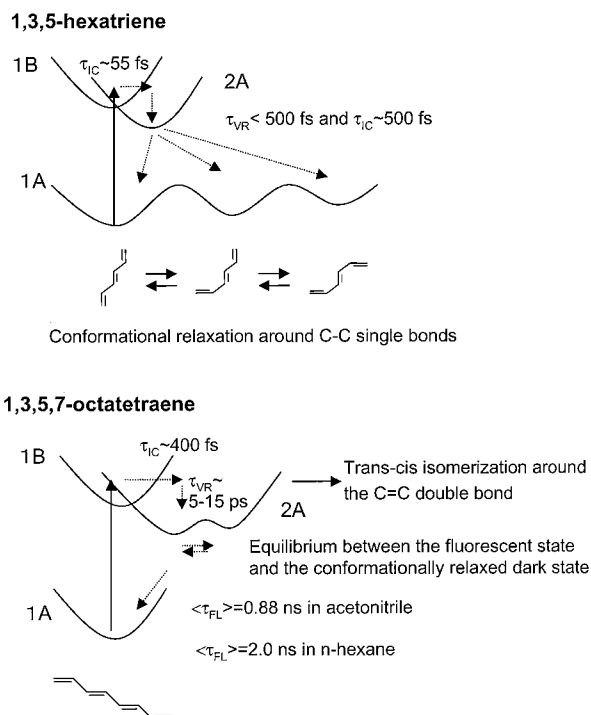 1,3,5-hexatriene
1B
τIC~55 fs
2A
τVR< 500 fs and τIC~500 fs
1A
Conformational relaxation around C-C single bonds
1,3,5,7-octatetraene
1B
τIC~400 fs
τVR~
5-15 ps
2A
Trans-cis isomerization around
the C=C double bond
Equilibrium between the fluorescent state
and the conformationally relaxed dark state
1A
<τFL>=0.88 ns in acetonitrile
<τFL>=2.0 ns in n-hexane